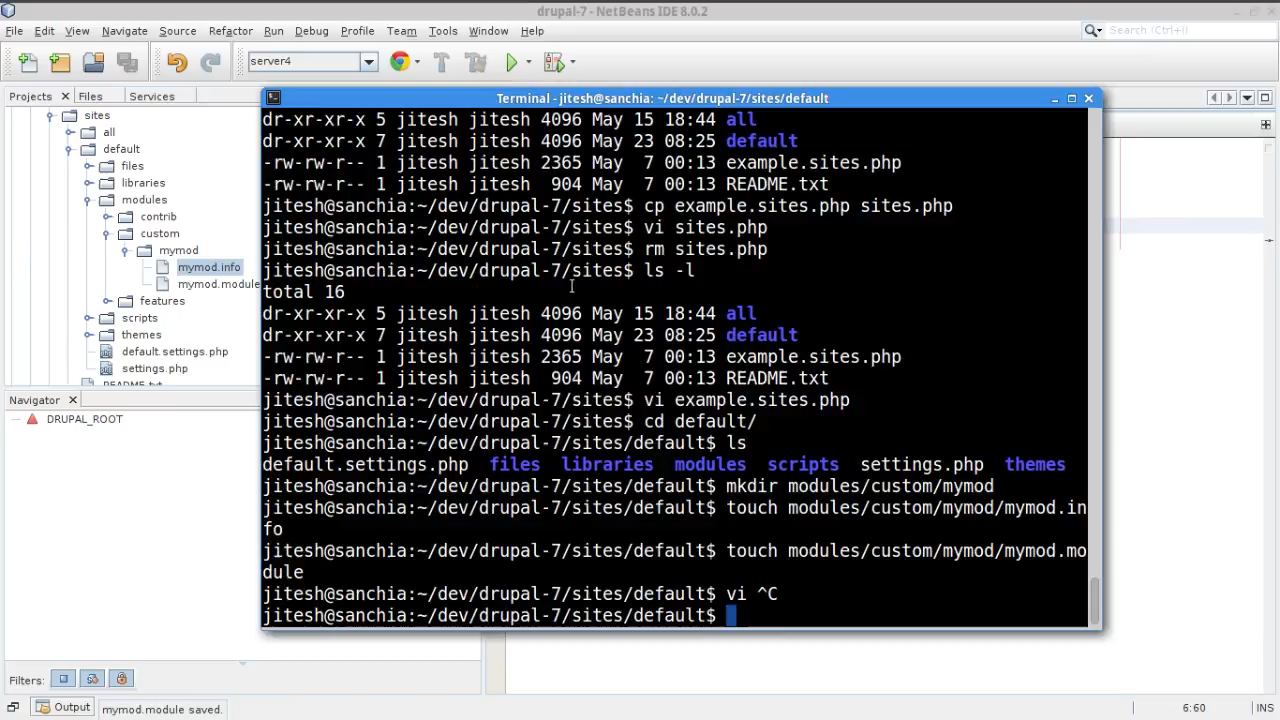 drupal-7 - NetBeans IDE 8.0.2
File Edit View Navigate Source Refactor Run Debug Profile Team Tools Window Help
Search (Ctrl+I)
server4
Projects Files Services
Terminal - jitesh@sanchia: ~/dev/drupal-7/sites/default
sites
all
default
files
libraries
modules
contrib
custom
mymod
mymod.info
mymod.module
features
scripts
themes
default.settings.php
settings.php
README.txt
Navigator
DRUPAL_ROOT
Filters:
dr-xr-xr-x 5 jitesh jitesh 4096 May 15 18:44 all
dr-xr-xr-x 7 jitesh jitesh 4096 May 23 08:25 default
-rw-rw-r-- 1 jitesh jitesh 2365 May  7 00:13 example.sites.php
-rw-rw-r-- 1 jitesh jitesh  904 May  7 00:13 README.txt
jitesh@sanchia:~/dev/drupal-7/sites$ cp example.sites.php sites.php
jitesh@sanchia:~/dev/drupal-7/sites$ vi sites.php
jitesh@sanchia:~/dev/drupal-7/sites$ rm sites.php
jitesh@sanchia:~/dev/drupal-7/sites$ ls -l
total 16
dr-xr-xr-x 5 jitesh jitesh 4096 May 15 18:44 all
dr-xr-xr-x 7 jitesh jitesh 4096 May 23 08:25 default
-rw-rw-r-- 1 jitesh jitesh 2365 May  7 00:13 example.sites.php
-rw-rw-r-- 1 jitesh jitesh  904 May  7 00:13 README.txt
jitesh@sanchia:~/dev/drupal-7/sites$ vi example.sites.php
jitesh@sanchia:~/dev/drupal-7/sites$ cd default/
jitesh@sanchia:~/dev/drupal-7/sites/default$ ls
default.settings.php  files  libraries  modules  scripts  settings.php  themes
jitesh@sanchia:~/dev/drupal-7/sites/default$ mkdir modules/custom/mymod
jitesh@sanchia:~/dev/drupal-7/sites/default$ touch modules/custom/mymod/mymod.in
fo
jitesh@sanchia:~/dev/drupal-7/sites/default$ touch modules/custom/mymod/mymod.mo
dule
jitesh@sanchia:~/dev/drupal-7/sites/default$ vi ^C
jitesh@sanchia:~/dev/drupal-7/sites/default$
Output mymod.module saved. 6:60 INS